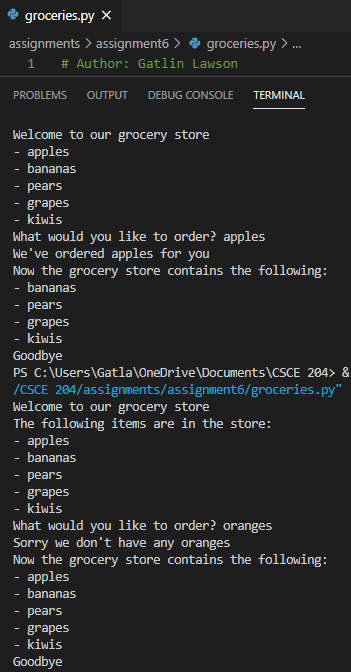 groceries.py ×
assignments > assignment6 > groceries.py > ...
1 # Author: Gatlin Lawson
PROBLEMS OUTPUT DEBUG CONSOLE TERMINAL
Welcome to our grocery store
- apples
- bananas
- pears
- grapes
- kiwis
What would you like to order? apples
We've ordered apples for you
Now the grocery store contains the following:
- bananas
- pears
- grapes
- kiwis
Goodbye
PS C:\Users\Gatla\OneDrive\Documents\CSCE 204> &
/CSCE 204/assignments/assignment6/groceries.py"
Welcome to our grocery store
The following items are in the store:
- apples
- bananas
- pears
- grapes
- kiwis
What would you like to order? oranges
Sorry we don't have any oranges
Now the grocery store contains the following:
- apples
- bananas
- pears
- grapes
- kiwis
Goodbye